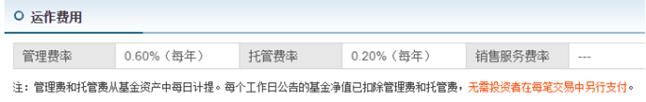 运作费用
管理费率 0.60%（每年） 托管费率 0.20%（每年） 销售服务费率 ---
注：管理费和托管费从基金资产中每日计提。每个工作日公告的基金净值已扣除管理费和托管费，无需投资者在每笔交易中另行支付。